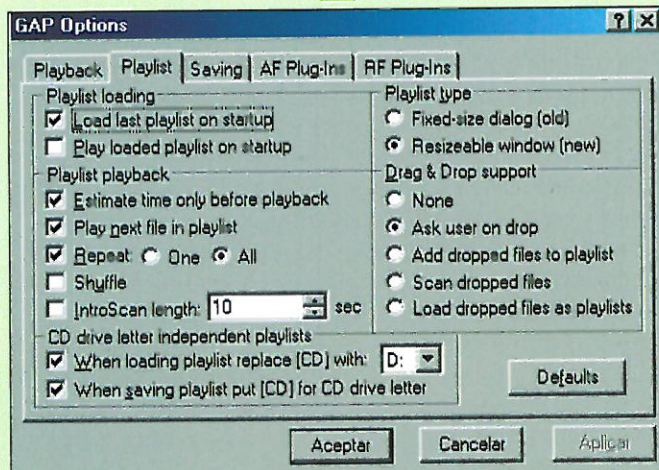 GAP Options
Playback Playlist Saving AF Plug-Ins RF Plug-Ins
Playlist loading
Load last playlist on startup
Play loaded playlist on startup
Playlist playback
Estimate time only before playback
Play next file in playlist
Repeat: One All
Shuffle
IntroScan length: 10 sec
Playlist type
Fixed-size dialog (old)
Resizeable window (new)
Drag & Drop support
None
Ask user on drop
Add dropped files to playlist
Scan dropped files
Load dropped files as playlists
CD drive letter independent playlists
When loading playlist replace [CD] with: D:
When saving playlist put [CD] for CD drive letter
Defaults
Aceptar Cancelar Aplicar